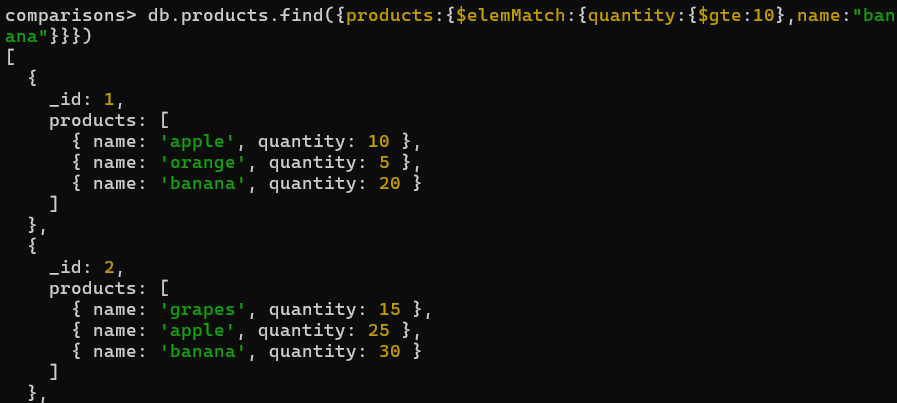 comparisons> db.products.find({products:{$elemMatch:{quantity:{$gte:10},name:"ban
ana"}}})
[
  {
    _id: 1,
    products: [
      { name: 'apple', quantity: 10 },
      { name: 'orange', quantity: 5 },
      { name: 'banana', quantity: 20 }
    ]
  },
  {
    _id: 2,
    products: [
      { name: 'grapes', quantity: 15 },
      { name: 'apple', quantity: 25 },
      { name: 'banana', quantity: 30 }
    ]
  },